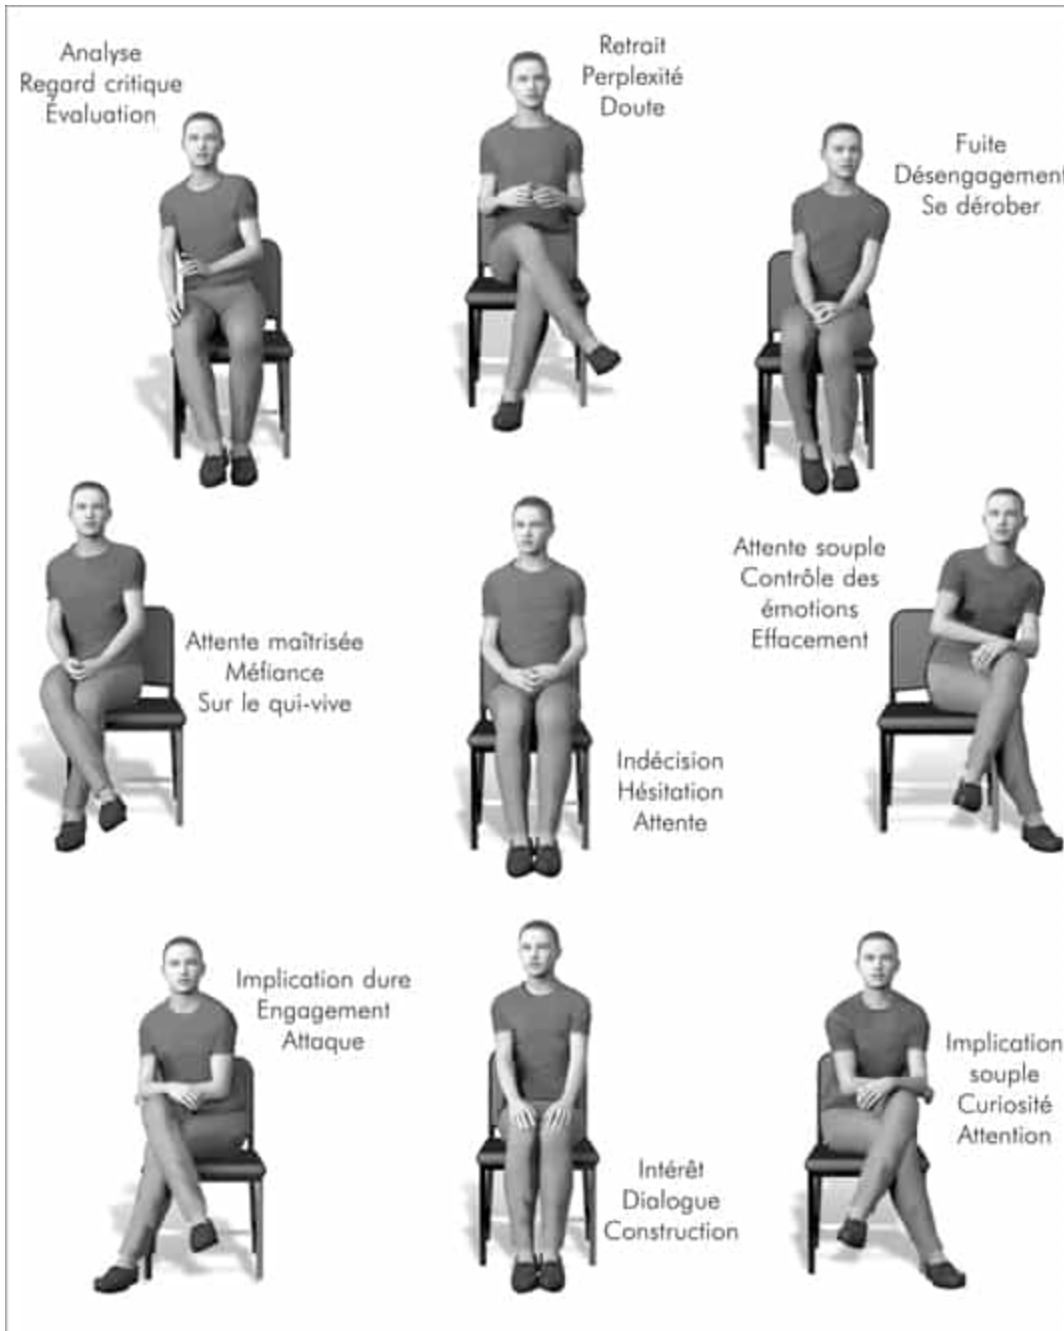 Analyse
Regard critique
Évaluation
Retrait
Perplexité
Doute
Fuite
Désengagement
Se dérober
Attente maîtrisée
Méfiance
Sur le qui-vive
Indécision
Hésitation
Attente
Attente souple
Contrôle des
émotions
Effacement
Implication dure
Engagement
Attaque
Intérêt
Dialogue
Construction
Implication
souple
Curiosité
Attention